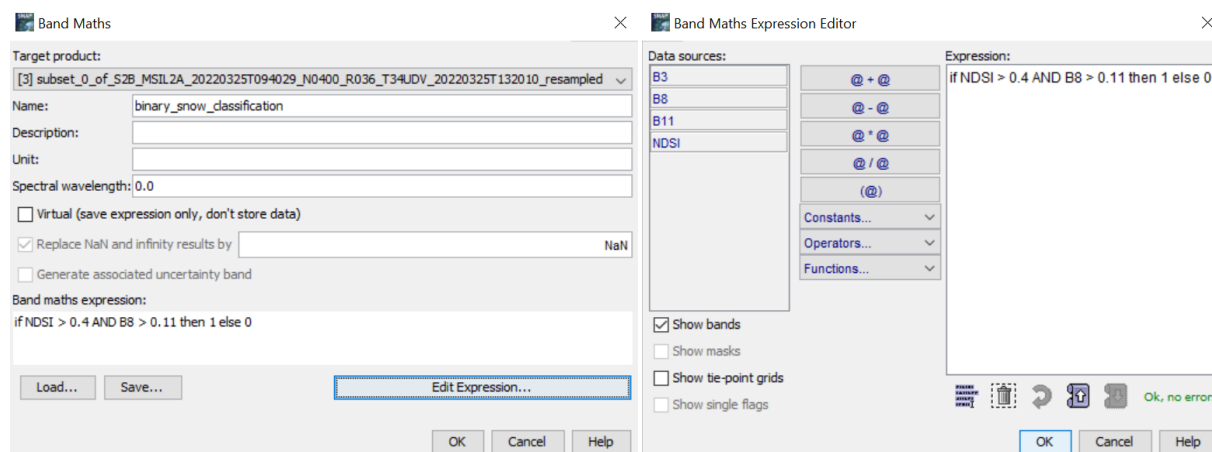 Band Maths
Target product:
[3] subset_0_of_S2B_MSIL2A_20220325T094029_N0400_R036_T34UDV_20220325T132010_resampled
Name: binary_snow_classification
Description:
Unit:
Spectral wavelength: 0.0
Virtual (save expression only, don't store data)
Replace NaN and infinity results by NaN
Generate associated uncertainty band
Band maths expression:
if NDSI > 0.4 AND B8 > 0.11 then 1 else 0
Load... Save... Edit Expression...
OK Cancel Help
Band Maths Expression Editor
Data sources:
B3
B8
B11
NDSI
Show bands
Show masks
Show tie-point grids
Show single flags
@ + @
@ - @
@ * @
@ / @
(@)
Constants...
Operators...
Functions...
Expression:
if NDSI > 0.4 AND B8 > 0.11 then 1 else 0
Ok, no error
OK Cancel Help